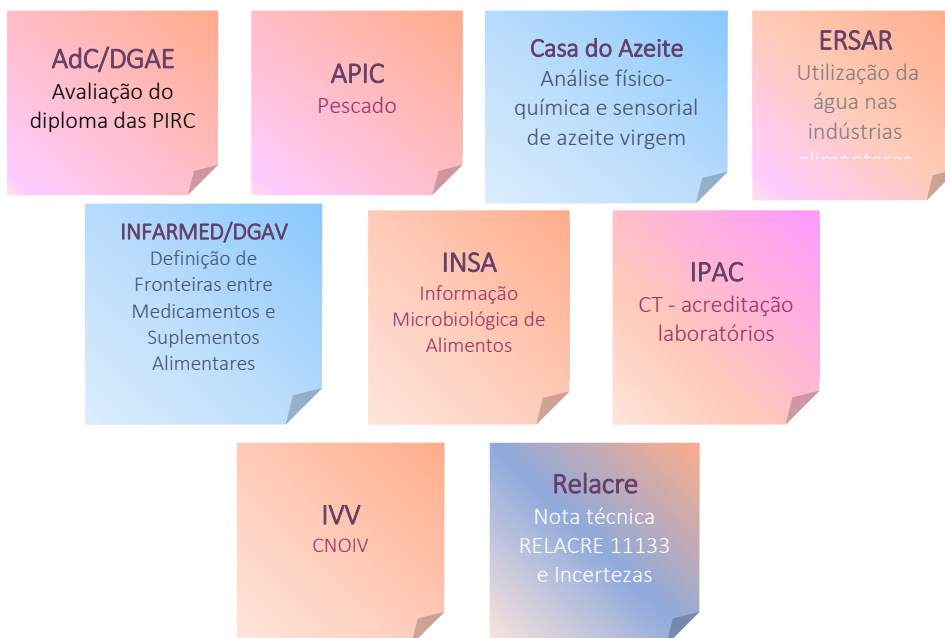 AdC/DGAE
Avaliação do
diploma das PIRC
APIC
Pescado
Casa do Azeite
Análise físico-
química e sensorial
de azeite virgem
ERSAR
Utilização da
água nas
indústrias
alimentares
INFARMED/DGAV
Definição de
Fronteiras entre
Medicamentos e
Suplementos
Alimentares
INSA
Informação
Microbiológica de
Alimentos
IPAC
CT - acreditação
laboratórios
IVV
CNOIV
Relacre
Nota técnica
RELACRE 11133
e Incertezas